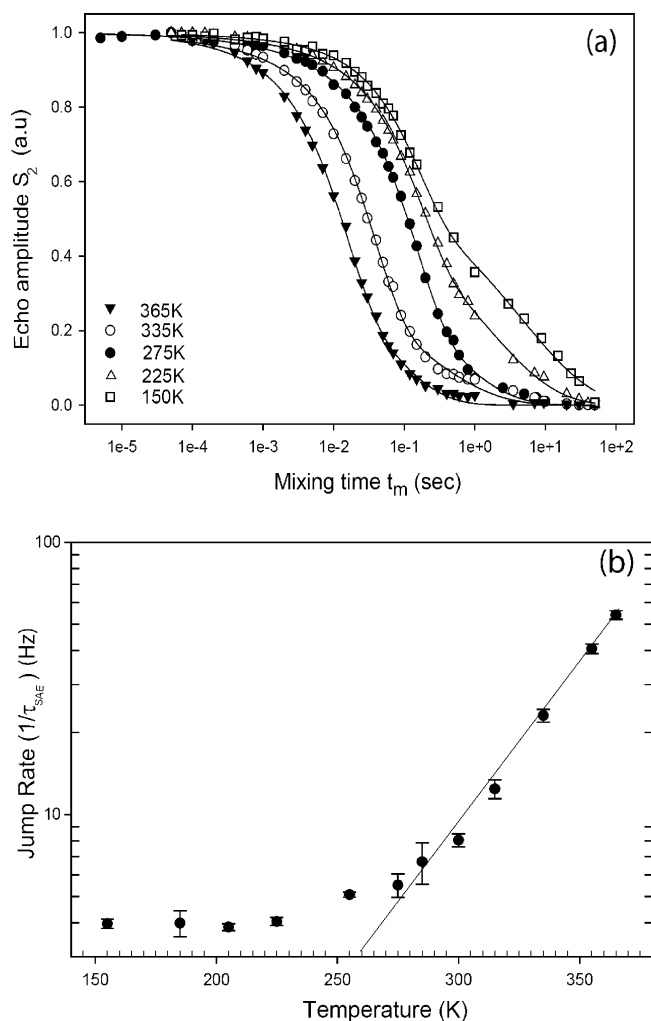 (a)
Echo amplitude S₂ (a.u)
1.0
0.8
0.6
0.4
0.2
0.0
365K
335K
275K
225K
150K
1e-5 1e-4 1e-3 1e-2 1e-1 1e+0 1e+1 1e+2
Mixing time tₘ (sec)
(b)
Jump Rate (1/τSAE) (Hz)
100
10
150 200 250 300 350
Temperature (K)